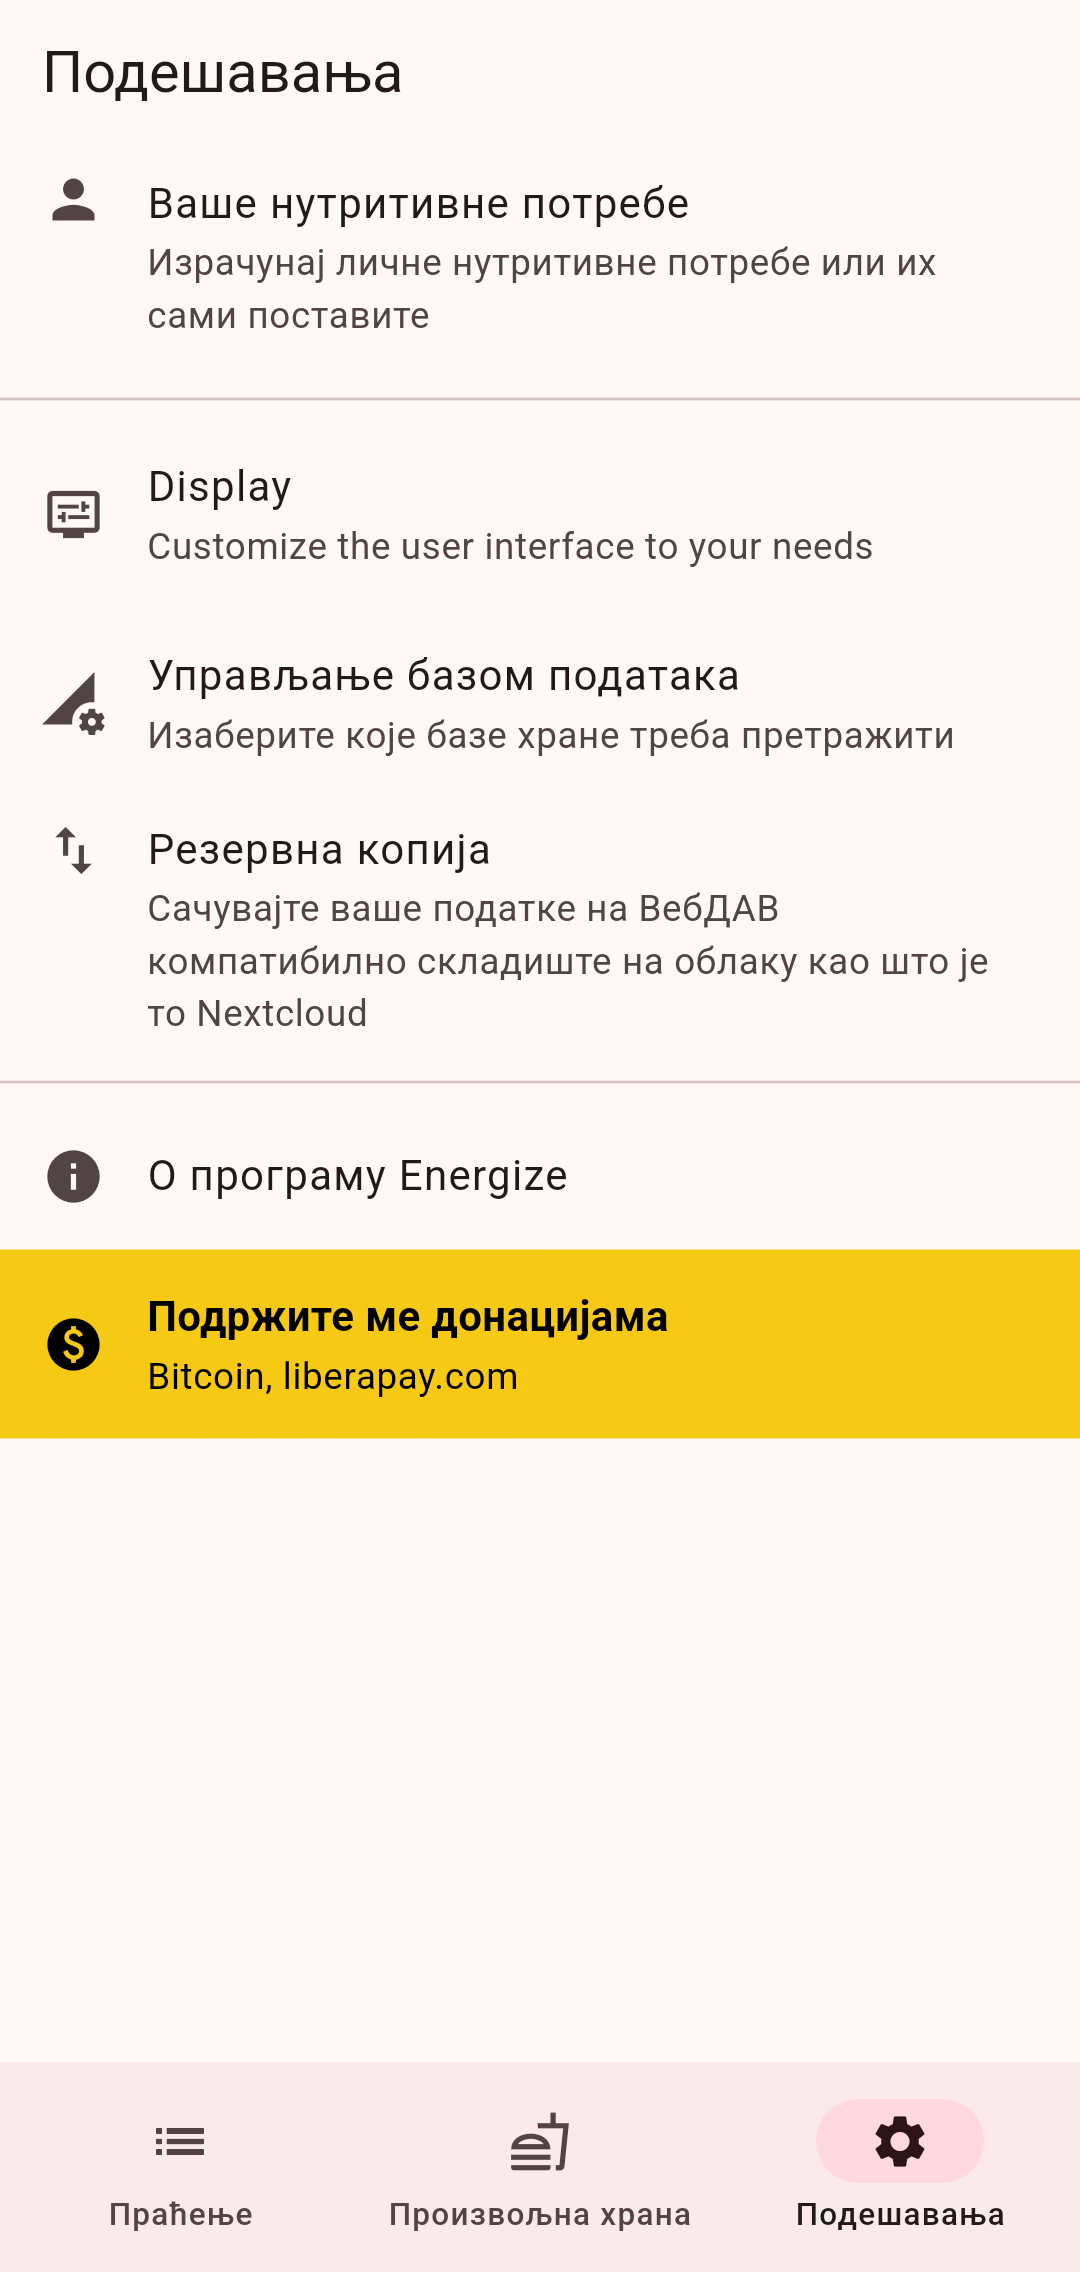 Подешавања
Ваше нутритивне потребе
Израчунај личне нутритивне потребе или их
сами поставите
Display
Customize the user interface to your needs
Управљање базом података
Изаберите које базе хране треба претражити
Резервна копија
Сачувајте ваше податке на ВебДАВ
компатибилно складиште на облаку као што је
то Nextcloud
О програму Energize
Подржите ме донацијама
Bitcoin, liberapay.com
Праћење
Произвољна храна
Подешавања